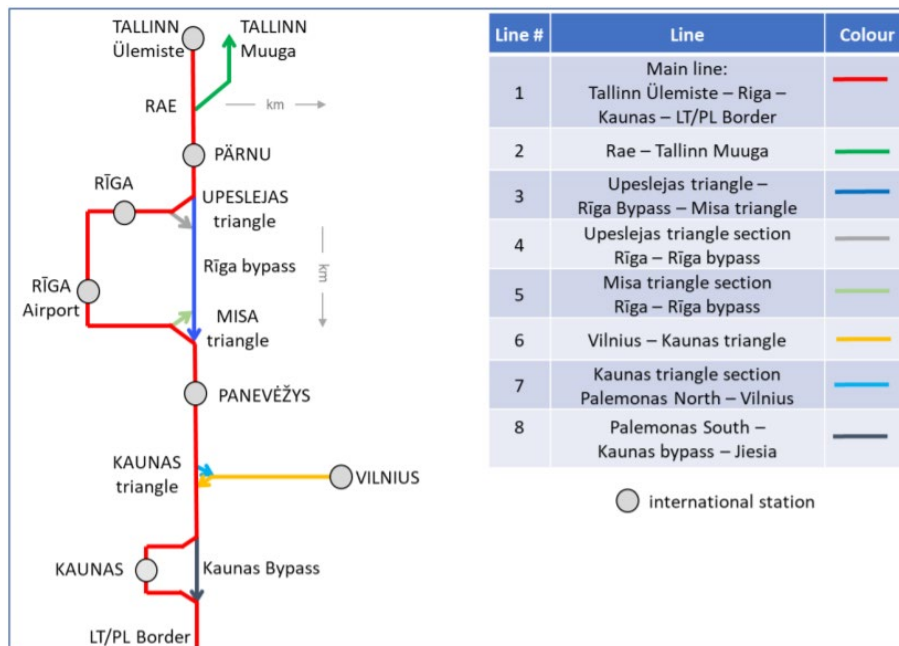 TALLINN
Ülemiste
TALLINN
Muuga
RAE
km
PÄRNU
RĪGA
UPESLEJAS
triangle
Rīga bypass
km
RĪGA
Airport
MISA
triangle
PANEVĖŽYS
KAUNAS
triangle
VILNIUS
KAUNAS
Kaunas Bypass
LT/PL Border
Line #
Line
Colour
1
Main line:
Tallinn Ülemiste – Riga –
Kaunas – LT/PL Border
2
Rae – Tallinn Muuga
3
Upeslejas triangle –
Rīga Bypass – Misa triangle
4
Upeslejas triangle section
Rīga – Rīga bypass
5
Misa triangle section
Rīga – Rīga bypass
6
Vilnius – Kaunas triangle
7
Kaunas triangle section
Palemonas North – Vilnius
8
Palemonas South –
Kaunas bypass – Jiesia
international station